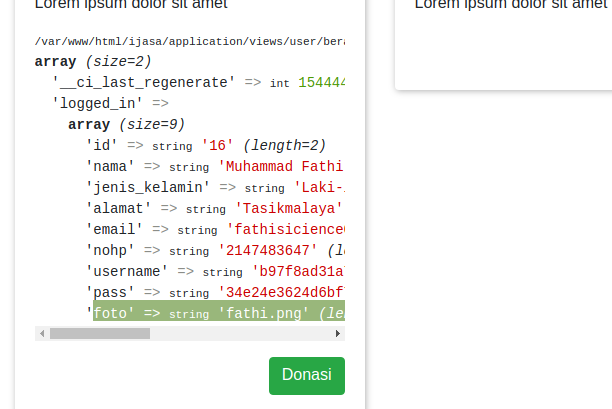 Lorem ipsum dolor sit amet
Lorem ipsum dolor sit amet
/var/www/html/ijasa/application/views/user/bera
array (size=2)
'__ci_last_regenerate' => int 154444
'logged_in' =>
array (size=9)
'id' => string '16' (length=2)
'nama' => string 'Muhammad Fathi
'jenis_kelamin' => string 'Laki-
'alamat' => string 'Tasikmalaya'
'email' => string 'fathisicience
'nohp' => string '2147483647' (le
'username' => string 'b97f8ad31a
'pass' => string '34e24e3624d6bf
'foto' => string 'fathi.png' (le
Donasi